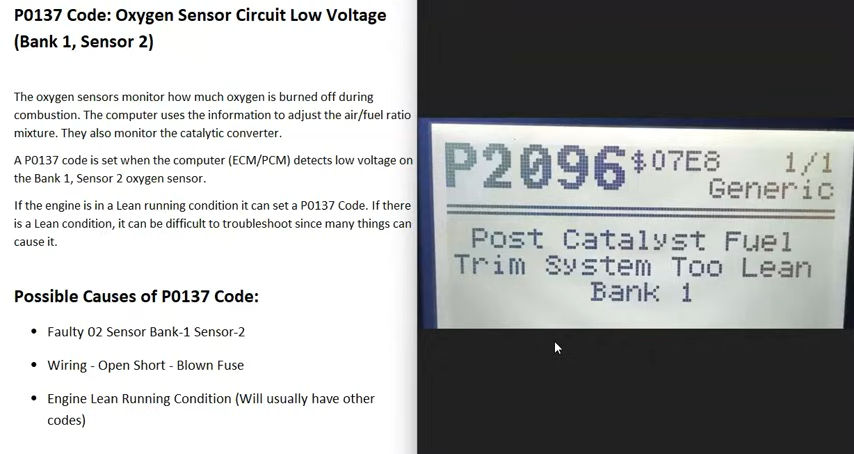 P0137 Code: Oxygen Sensor Circuit Low Voltage
(Bank 1, Sensor 2)
The oxygen sensors monitor how much oxygen is burned off during
combustion. The computer uses the information to adjust the air/fuel ratio
mixture. They also monitor the catalytic converter.
A P0137 code is set when the computer (ECM/PCM) detects low voltage on
the Bank 1, Sensor 2 oxygen sensor.
If the engine is in a Lean running condition it can set a P0137 Code. If there
is a Lean condition, it can be difficult to troubleshoot since many things can
cause it.
Possible Causes of P0137 Code:
• Faulty 02 Sensor Bank-1 Sensor-2
• Wiring - Open Short - Blown Fuse
• Engine Lean Running Condition (Will usually have other
codes)
P2096 $07E8 1/1
Generic
Post Catalyst Fuel
Trim System Too Lean
Bank 1